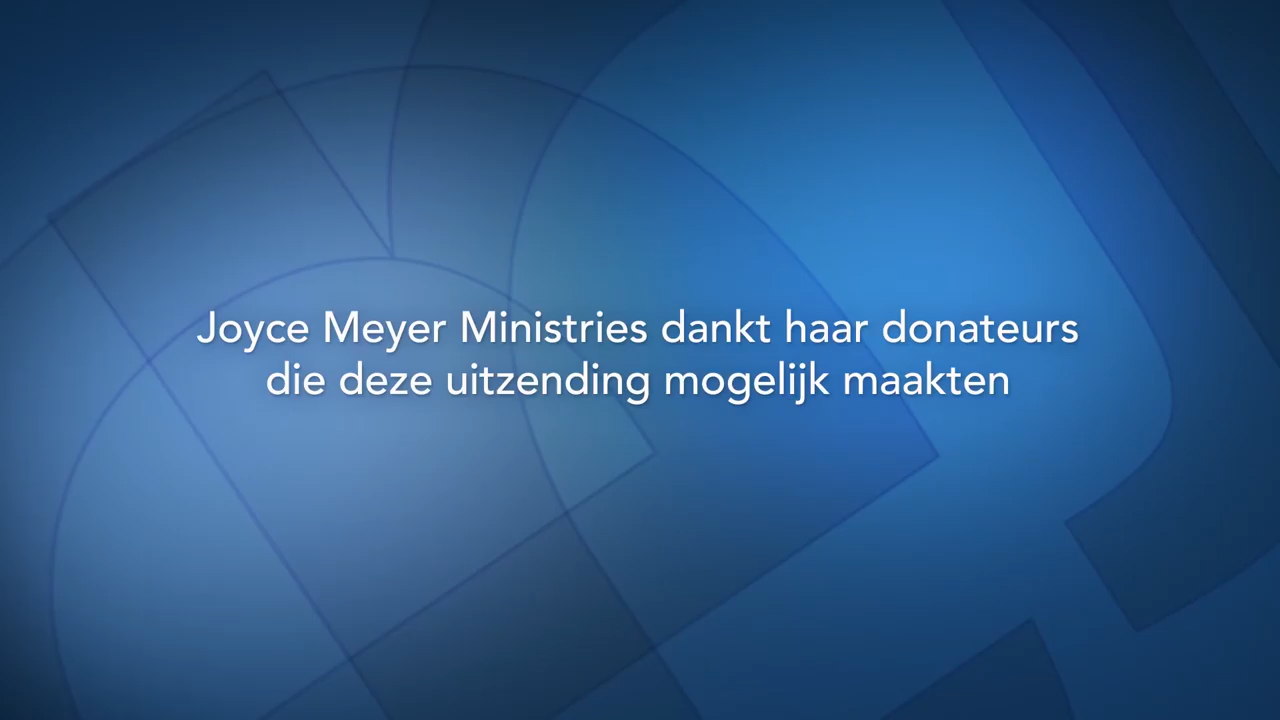 Joyce Meyer Ministries dankt haar donateurs
die deze uitzending mogelijk maakten